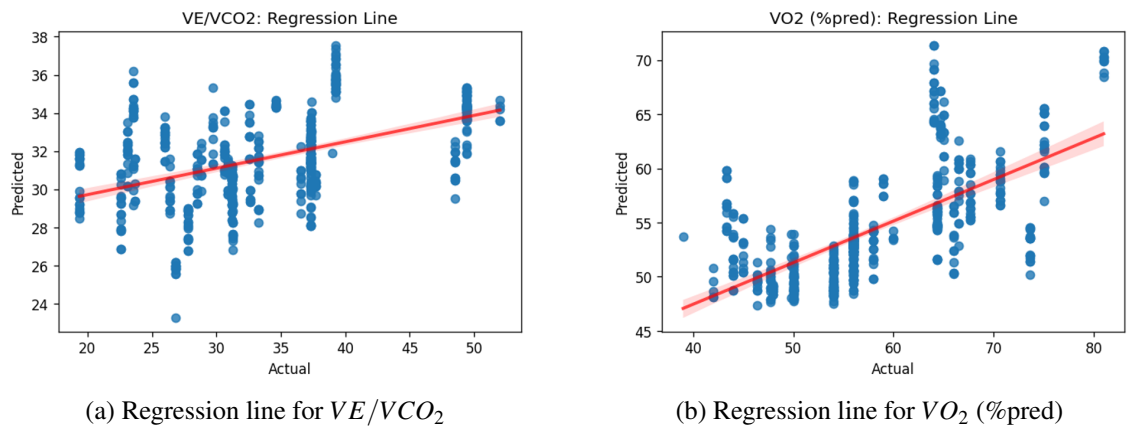 VE/VCO2: Regression Line
38
36
34
32
30
28
26
24
Predicted
20 25 30 35 40 45 50
Actual
(a) Regression line for VE/VCO₂
VO2 (%pred): Regression Line
70
65
60
55
50
45
Predicted
40 50 60 70 80
Actual
(b) Regression line for VO₂ (%pred)